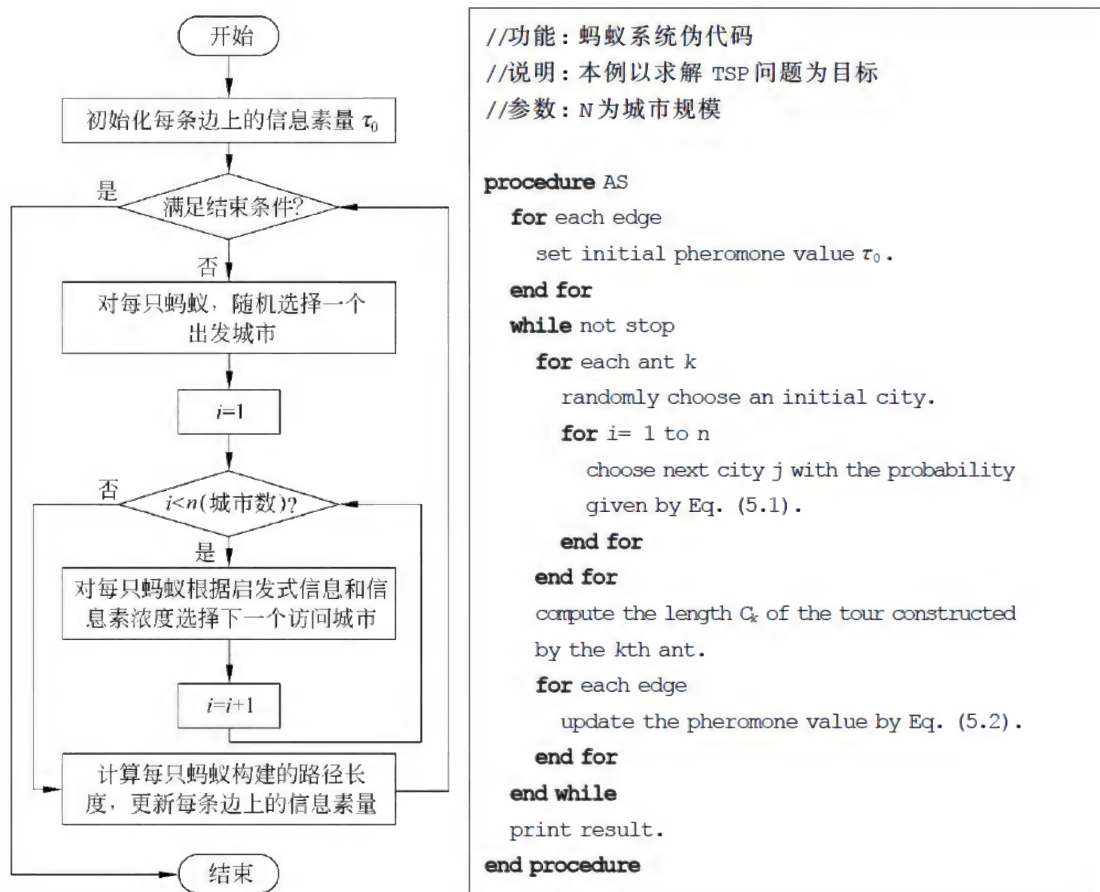 开始
初始化每条边上的信息素量 τ₀
是
满足结束条件?
否
对每只蚂蚁，随机选择一个
出发城市
i=1
否
i<n(城市数)?
是
对每只蚂蚁根据启发式信息和信
息素浓度选择下一个访问城市
i=i+1
计算每只蚂蚁构建的路径长
度，更新每条边上的信息素量
结束
//功能：蚂蚁系统伪代码
//说明：本例以求解 TSP 问题为目标
//参数：N 为城市规模
procedure AS
for each edge
set initial pheromone value τ₀.
end for
while not stop
for each ant k
randomly choose an initial city.
for i= 1 to n
choose next city j with the probability
given by Eq. (5.1).
end for
end for
compute the length Cₖ of the tour constructed
by the kth ant.
for each edge
update the pheromone value by Eq. (5.2).
end for
end while
print result.
end procedure